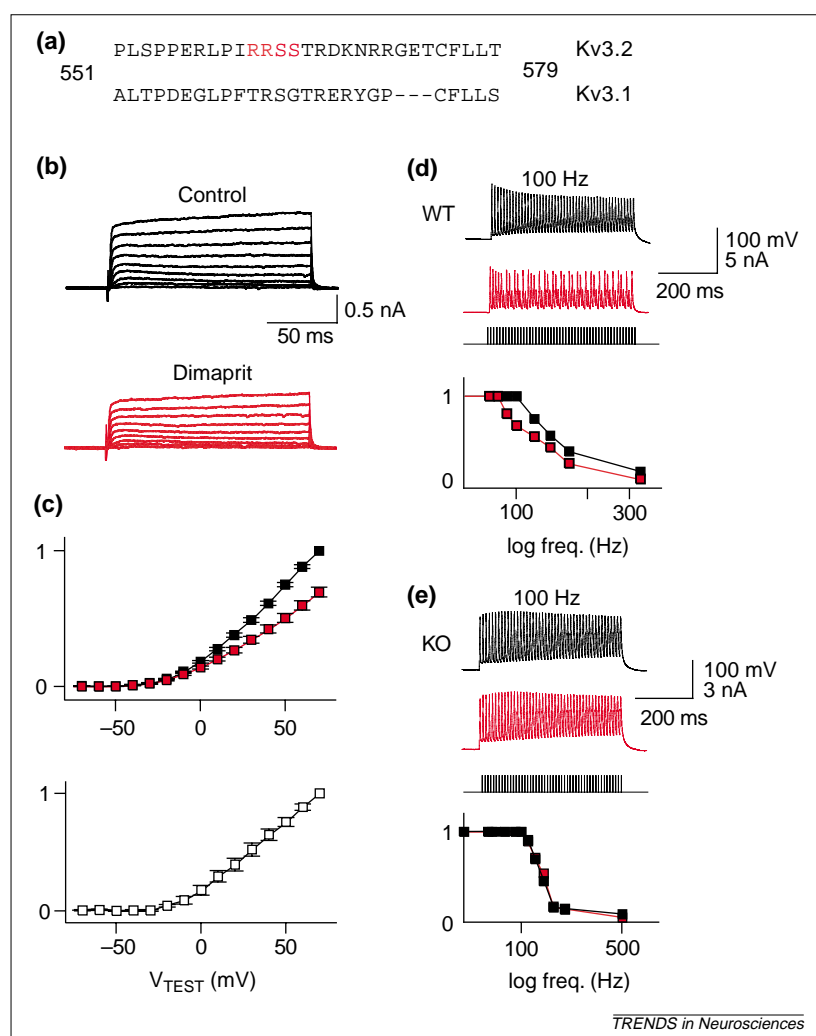 (a)
PLSPPERLPIRRSSTRDKNRRGETCFLLT Kv3.2
551 579
ALTPDEGLPFTRSGTRERYGP---CFLLS Kv3.1
(b)
Control
0.5 nA
50 ms
Dimaprit
(c)
1
0
–50 0 50
1
0
–50 0 50
VTEST (mV)
(d)
100 Hz
WT
100 mV
5 nA
200 ms
1
0
100 300
log freq. (Hz)
(e)
100 Hz
KO
100 mV
3 nA
200 ms
1
0
100 500
log freq. (Hz)
TRENDS in Neurosciences